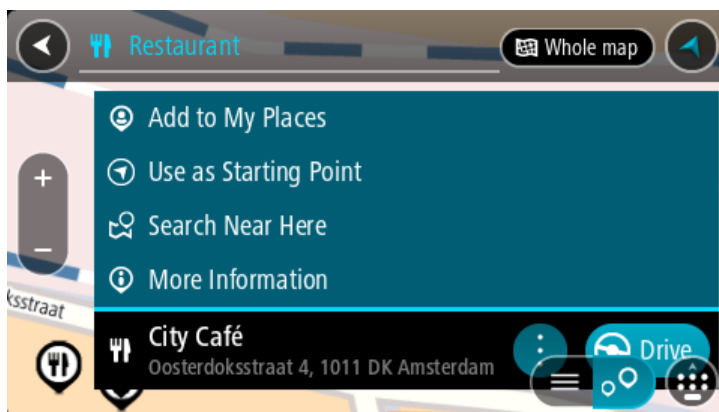 Restaurant
Whole map
Add to My Places
Use as Starting Point
Search Near Here
More Information
ksstraat
City Café
Drive
Oosterdoksstraat 4, 1011 DK Amsterdam